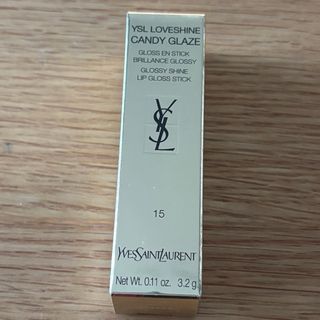 YSL LOVESHINE
CANDY GLAZE
GLOSS EN STICK
BRILLANCE GLOSSY
GLOSSY SHINE
LIP GLOSS STICK
YSL
15
YVESSAINTLAURENT
Net Wt. 0.11 oz. 3.2 g